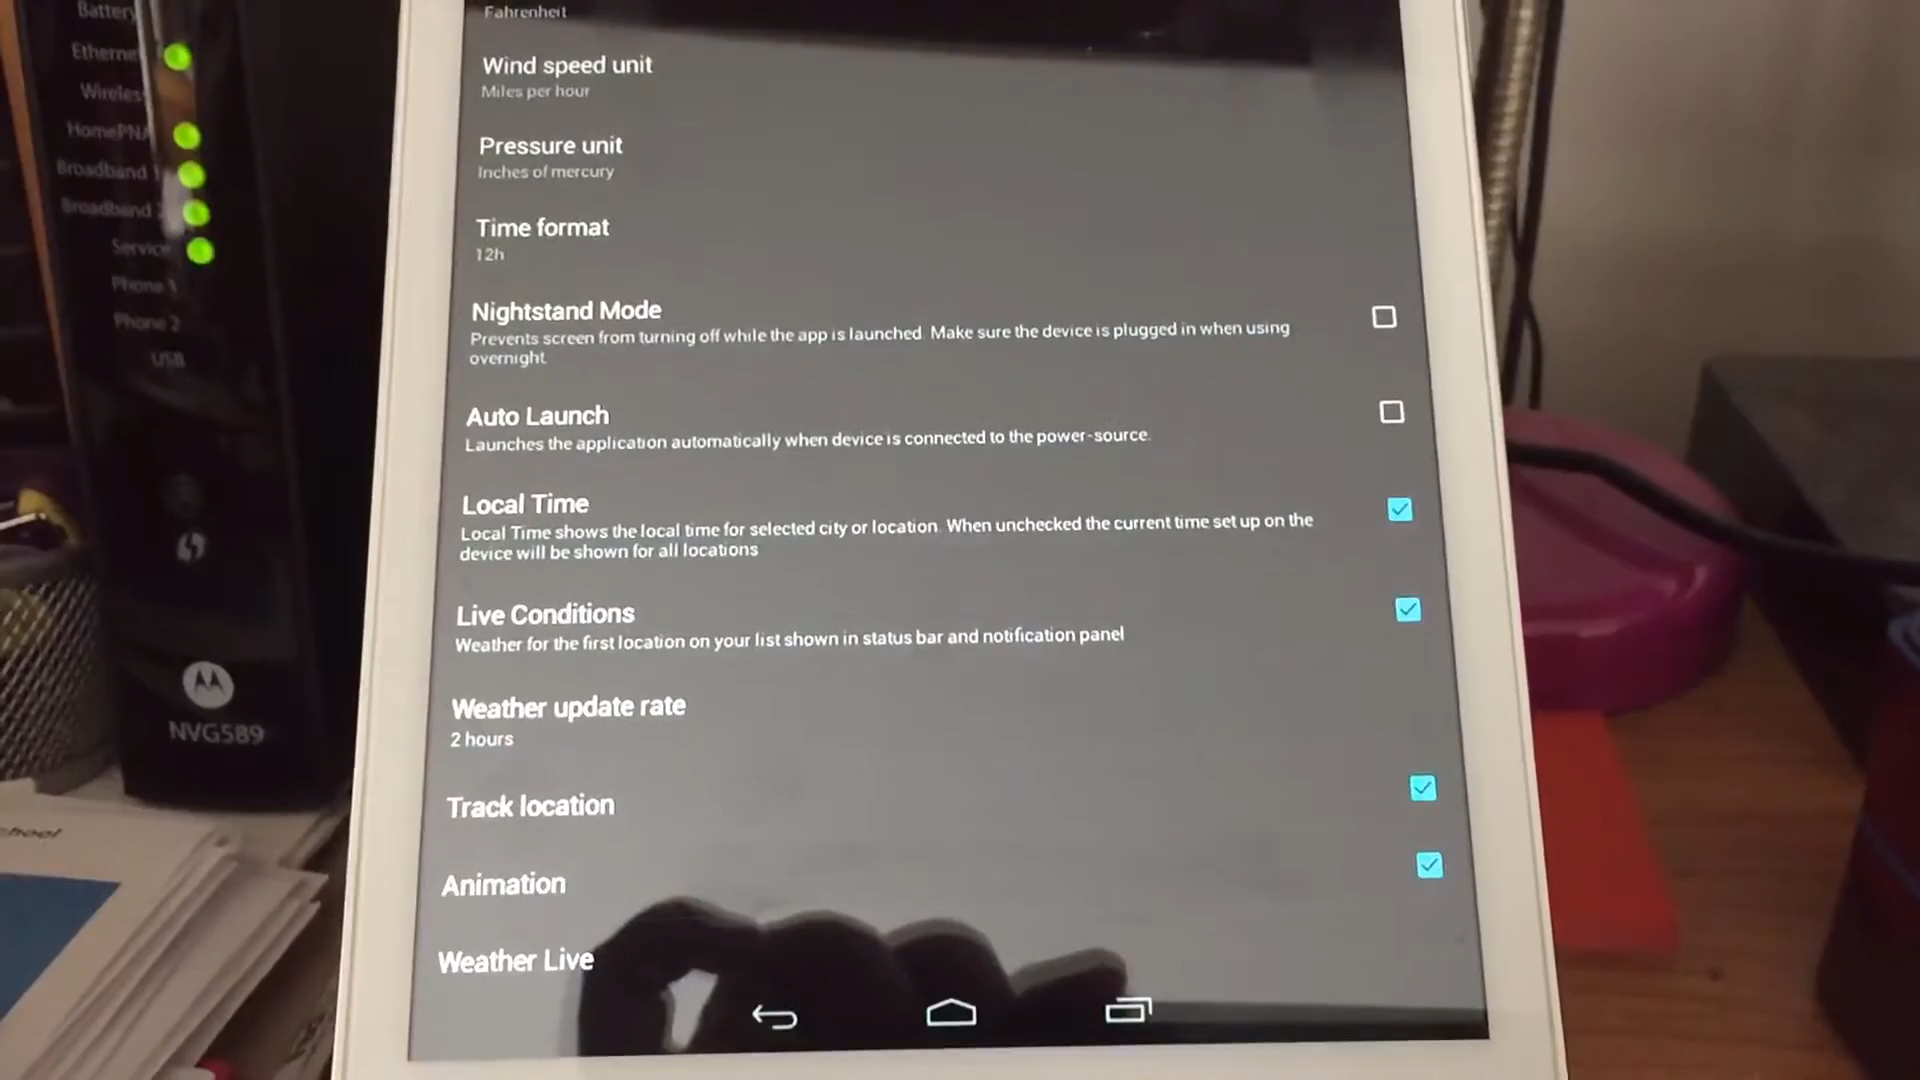 Battery
Ethernet
Wireless
HomePNA
Broadband 1
Broadband 2
Service
Phone 1
Phone 2
USB
NVG589
Fahrenheit
Wind speed unit
Miles per hour
Pressure unit
Inches of mercury
Time format
12h
Nightstand Mode
Prevents screen from turning off while the app is launched. Make sure the device is plugged in when using
overnight.
Auto Launch
Launches the application automatically when device is connected to the power-source.
Local Time
Local Time shows the local time for selected city or location. When unchecked the current time set up on the
device will be shown for all locations
Live Conditions
Weather for the first location on your list shown in status bar and notification panel
Weather update rate
2 hours
Track location
Animation
Weather Live